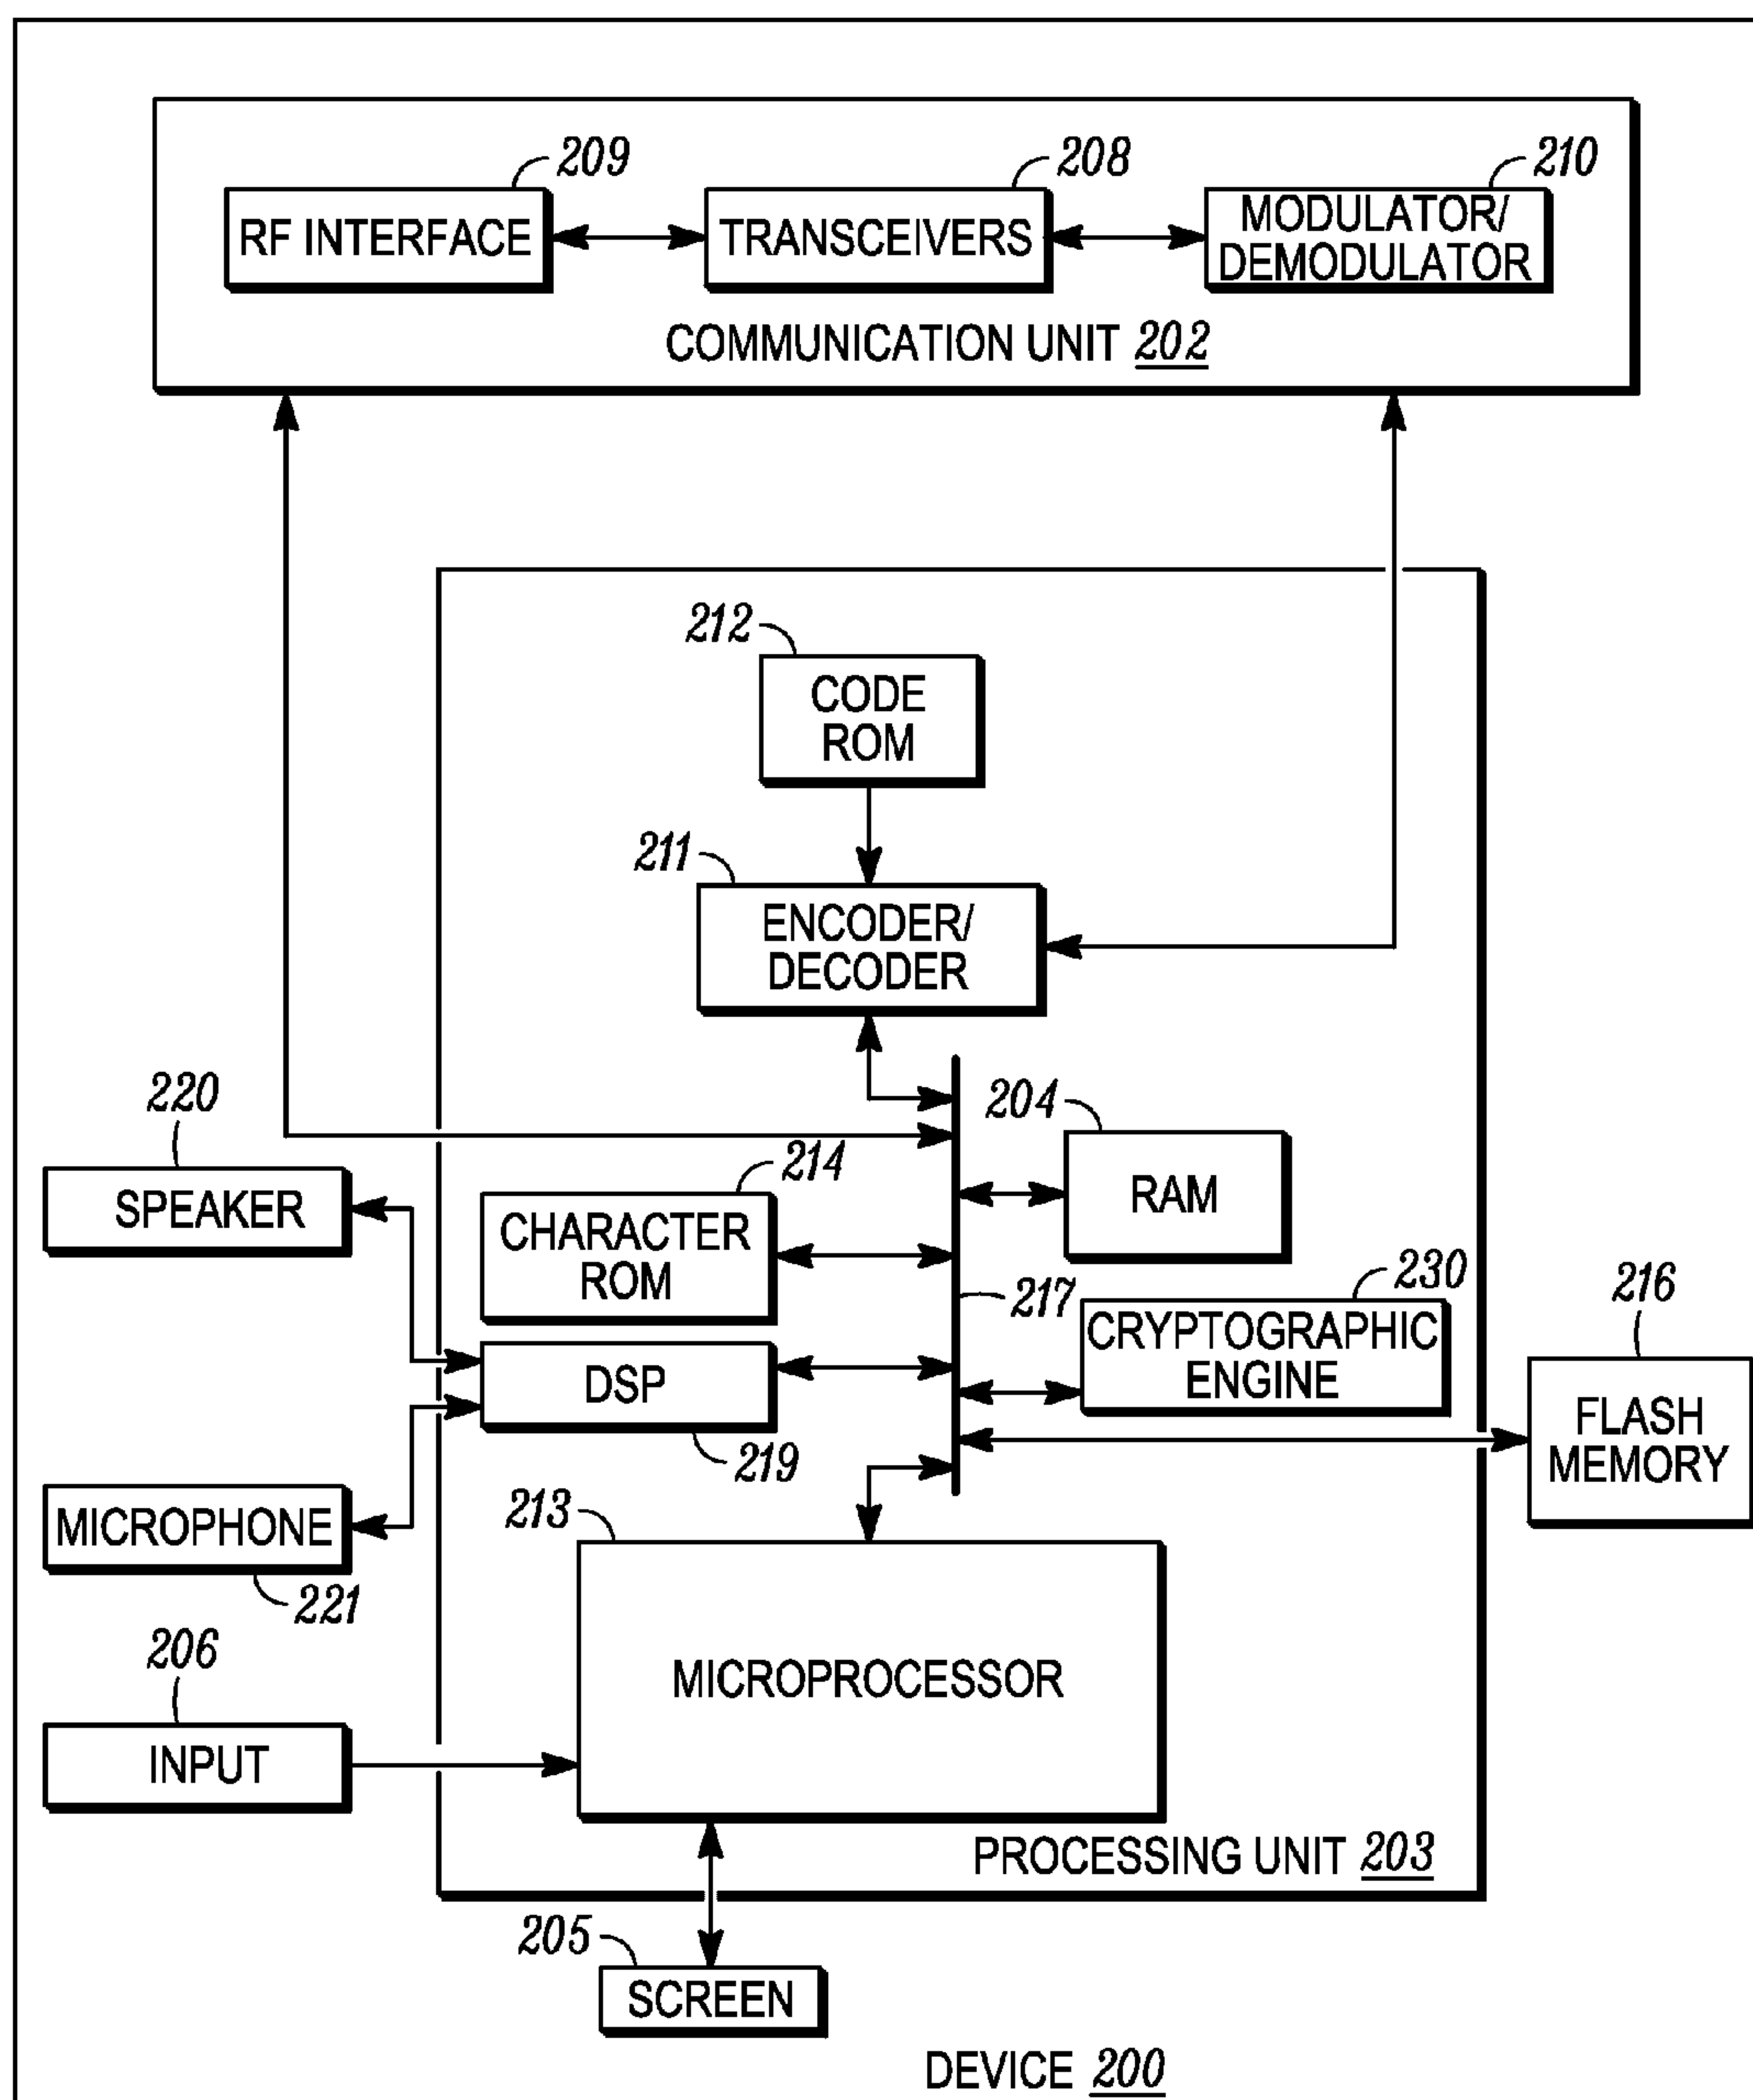 209
208
210
RF INTERFACE
TRANSCEIVERS
MODULATOR/
DEMODULATOR
COMMUNICATION UNIT 202
212
CODE
ROM
211
ENCODER/
DECODER
220
SPEAKER
204
RAM
214
CHARACTER
ROM
217
230
CRYPTOGRAPHIC
ENGINE
216
FLASH
MEMORY
DSP
219
MICROPHONE
221
213
MICROPROCESSOR
206
INPUT
PROCESSING UNIT 203
205
SCREEN
DEVICE 200